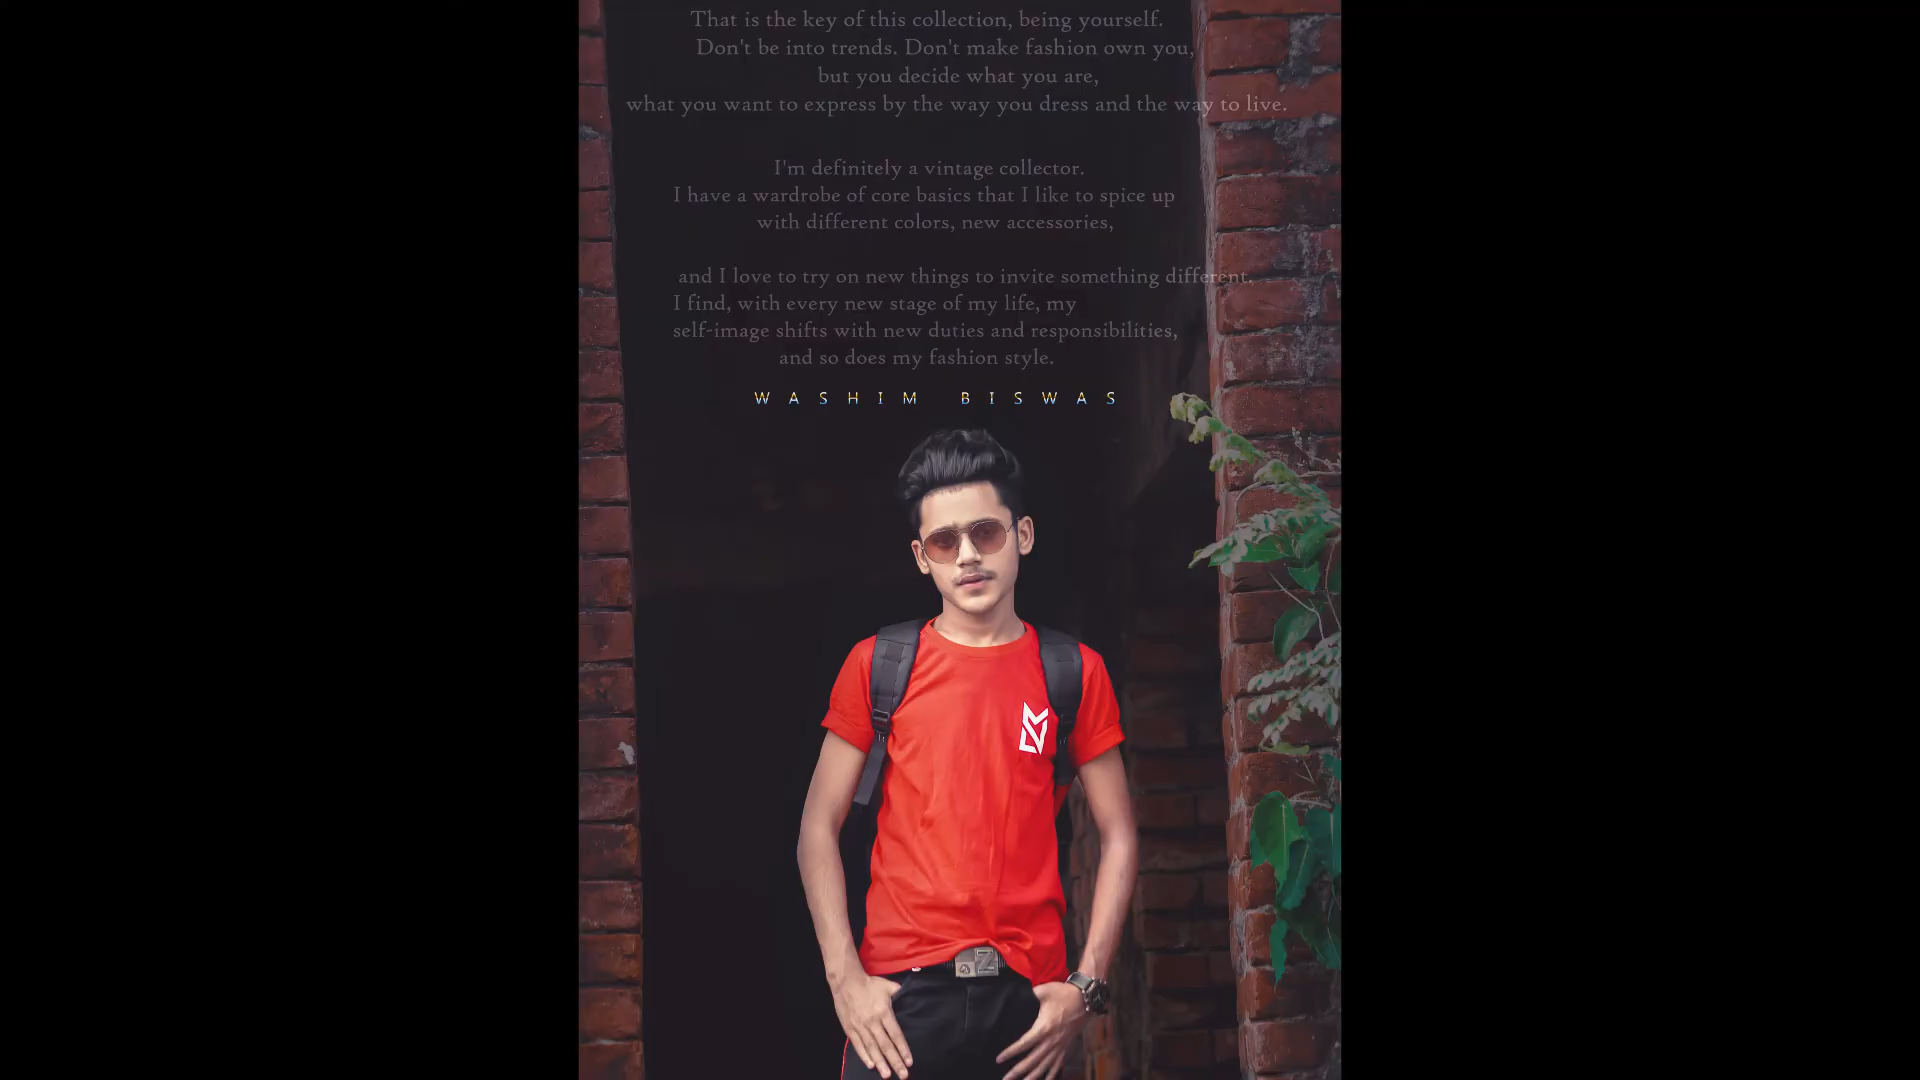 That is the key of this collection, being yourself.
Don't be into trends. Don't make fashion own you,
but you decide what you are,
what you want to express by the way you dress and the way to live.
I'm definitely a vintage collector.
I have a wardrobe of core basics that I like to spice up
with different colors, new accessories,
and I love to try on new things to invite something different.
I find, with every new stage of my life, my
self-image shifts with new duties and responsibilities,
and so does my fashion style.
WASHIM BISWAS